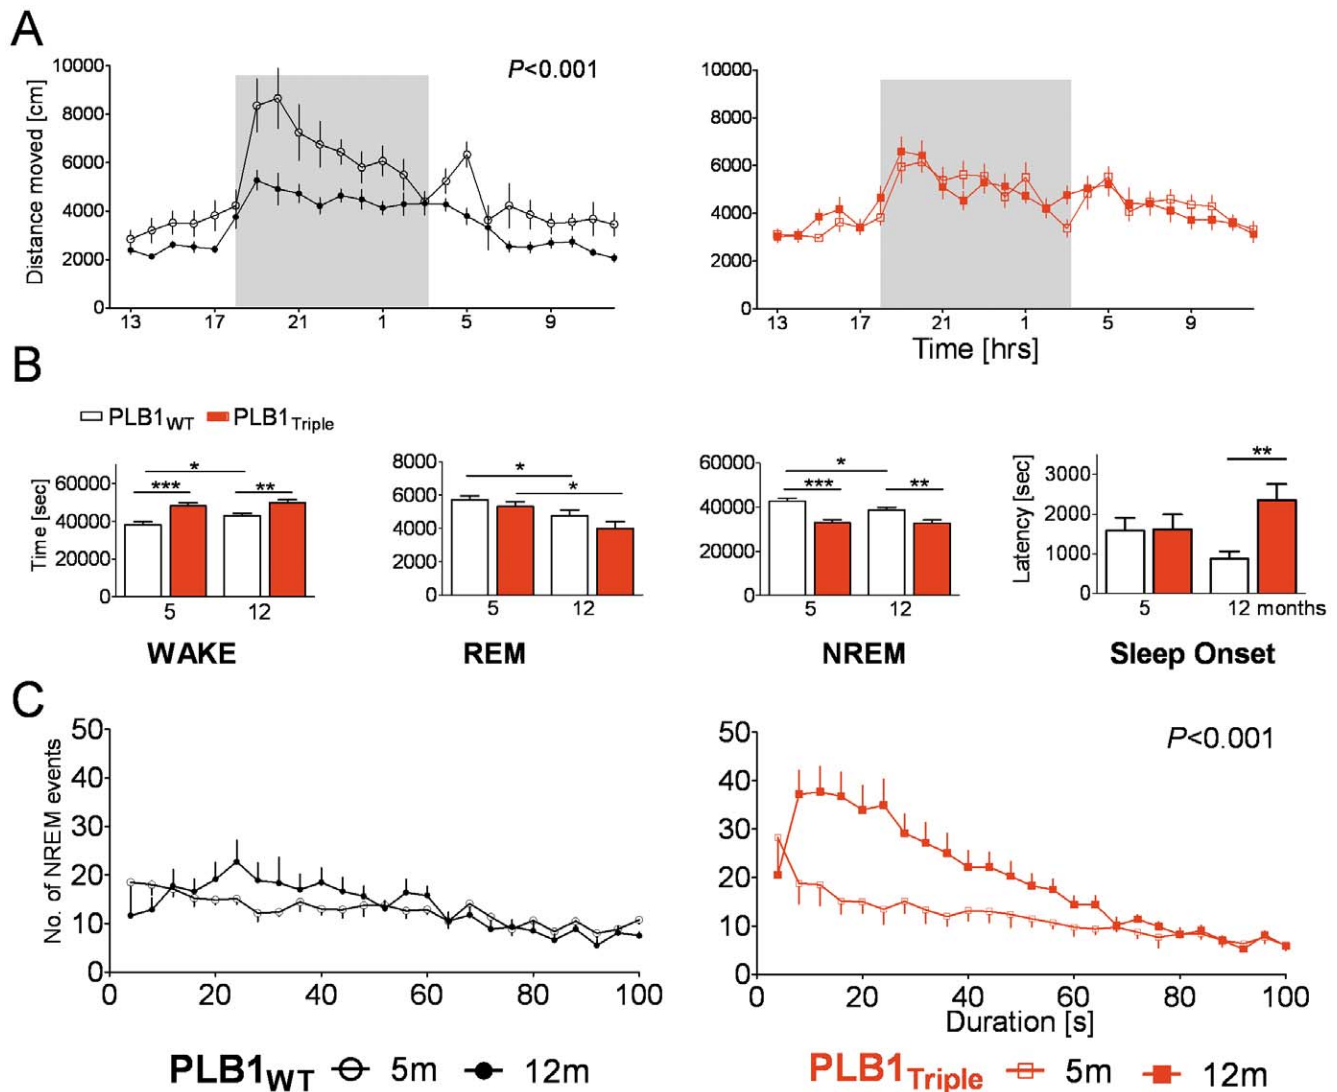 A
P<0.001
Distance moved [cm]
10000
8000
6000
4000
2000
0
13 17 21 1 5 9
10000
8000
6000
4000
2000
0
13 17 21 1 5 9
Time [hrs]
B
PLB1WT PLB1Triple
Time [sec]
60000
40000
20000
0
* *** **
5 12
WAKE
8000
6000
4000
2000
0
* *
5 12
REM
60000
40000
20000
0
* *** **
5 12
NREM
Latency [sec]
3000
2000
1000
0
**
5 12 months
Sleep Onset
C
No. of NREM events
50
40
30
20
10
0
0 20 40 60 80 100
P<0.001
50
40
30
20
10
0
0 20 40 60 80 100
Duration [s]
PLB1WT 5m 12m
PLB1Triple 5m 12m